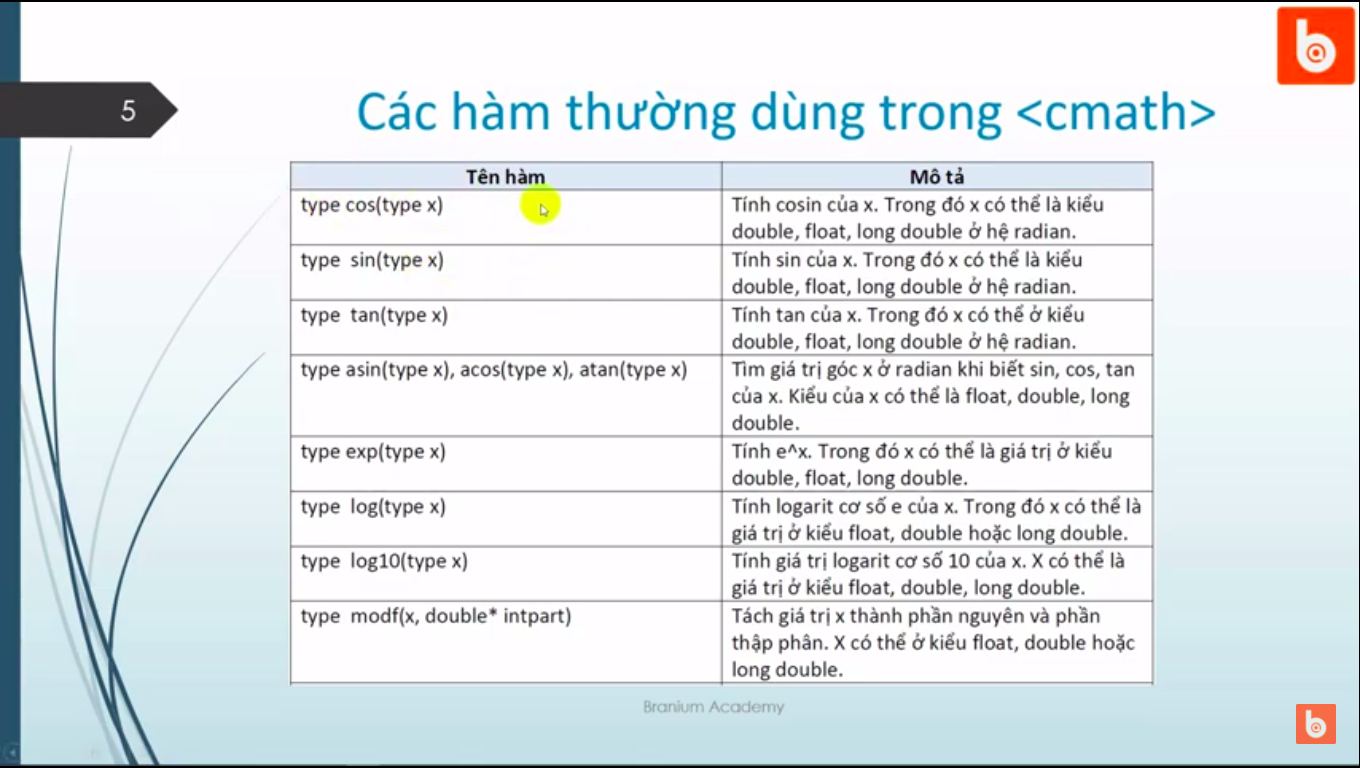 5
Các hàm thường dùng trong <cmath>
Tên hàm
Mô tả
type cos(type x)
Tính cosin của x. Trong đó x có thể là kiểu
double, float, long double ở hệ radian.
type sin(type x)
Tính sin của x. Trong đó x có thể là kiểu
double, float, long double ở hệ radian.
type tan(type x)
Tính tan của x. Trong đó x có thể ở kiểu
double, float, long double ở hệ radian.
type asin(type x), acos(type x), atan(type x)
Tìm giá trị góc x ở radian khi biết sin, cos, tan
của x. Kiểu của x có thể là float, double, long
double.
type exp(type x)
Tính e^x. Trong đó x có thể là giá trị ở kiểu
double, float, long double.
type log(type x)
Tính logarit cơ số e của x. Trong đó x có thể là
giá trị ở kiểu float, double hoặc long double.
type log10(type x)
Tính giá trị logarit cơ số 10 của x. X có thể là
giá trị ở kiểu float, double, long double.
type modf(x, double* intpart)
Tách giá trị x thành phần nguyên và phần
thập phân. X có thể ở kiểu float, double hoặc
long double.
Branium Academy